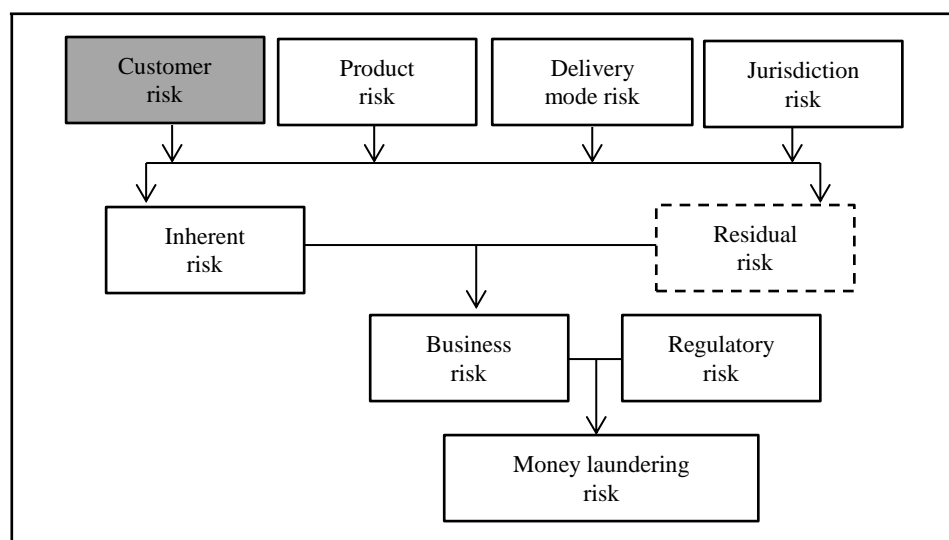 Customer
risk
Product
risk
Delivery
mode risk
Jurisdiction
risk
Inherent
risk
Residual
risk
Business
risk
Regulatory
risk
Money laundering
risk